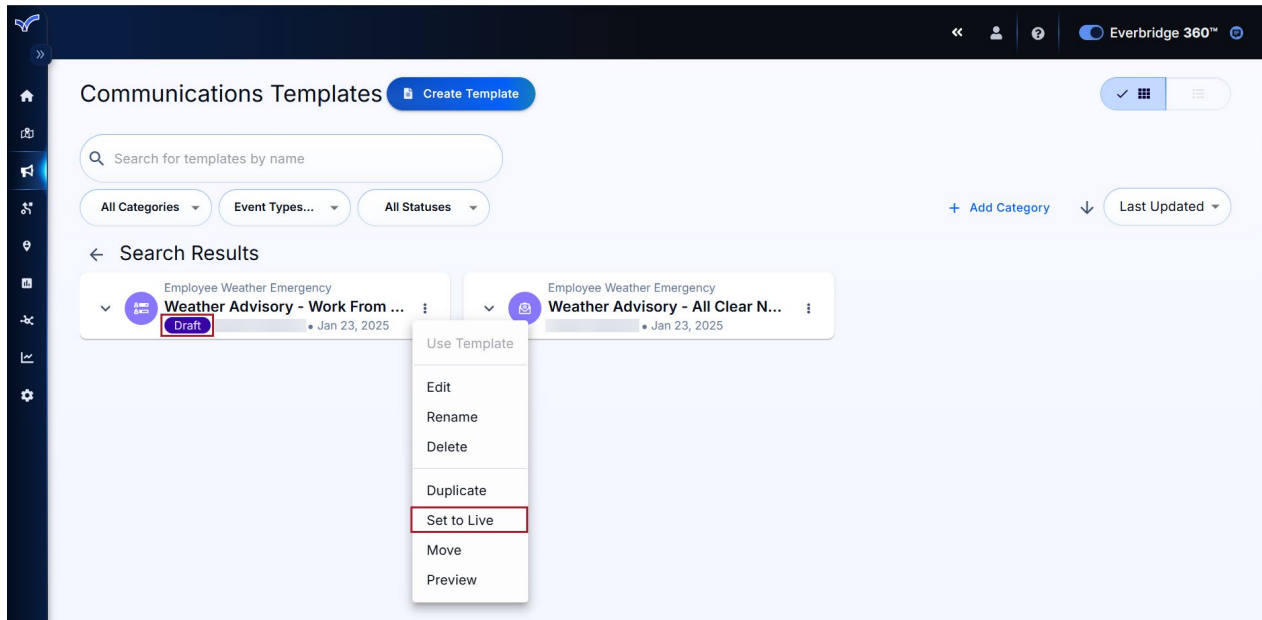 Everbridge 360™
Communications Templates
Create Template
Search for templates by name
All Categories
Event Types...
All Statuses
+ Add Category
Last Updated
Search Results
Employee Weather Emergency
Weather Advisory - Work From ...
Draft
• Jan 23, 2025
Employee Weather Emergency
Weather Advisory - All Clear N...
• Jan 23, 2025
Use Template
Edit
Rename
Delete
Duplicate
Set to Live
Move
Preview